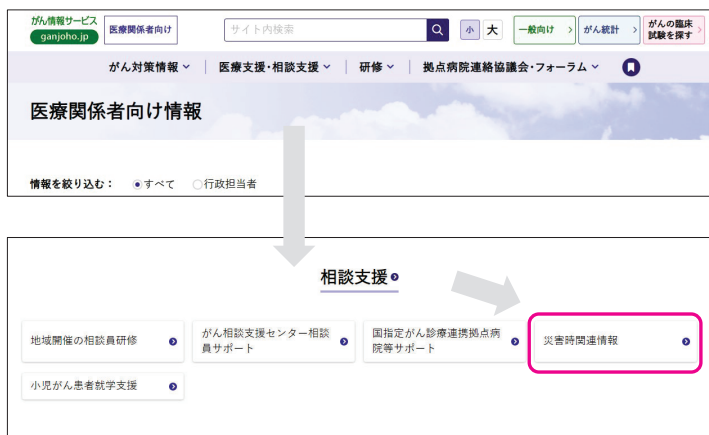 がん情報サービス
ganjoho.jp
医療関係者向け
サイト内検索
小
大
一般向け
がん統計
がんの臨床
試験を探す
がん対策情報
医療支援・相談支援
研修
拠点病院連絡協議会・フォーラム
医療関係者向け情報
情報を絞り込む：
すべて
行政担当者
相談支援
地域開催の相談員研修
がん相談支援センター相談
員サポート
国指定がん診療連携拠点病
院等サポート
災害時関連情報
小児がん患者就学支援